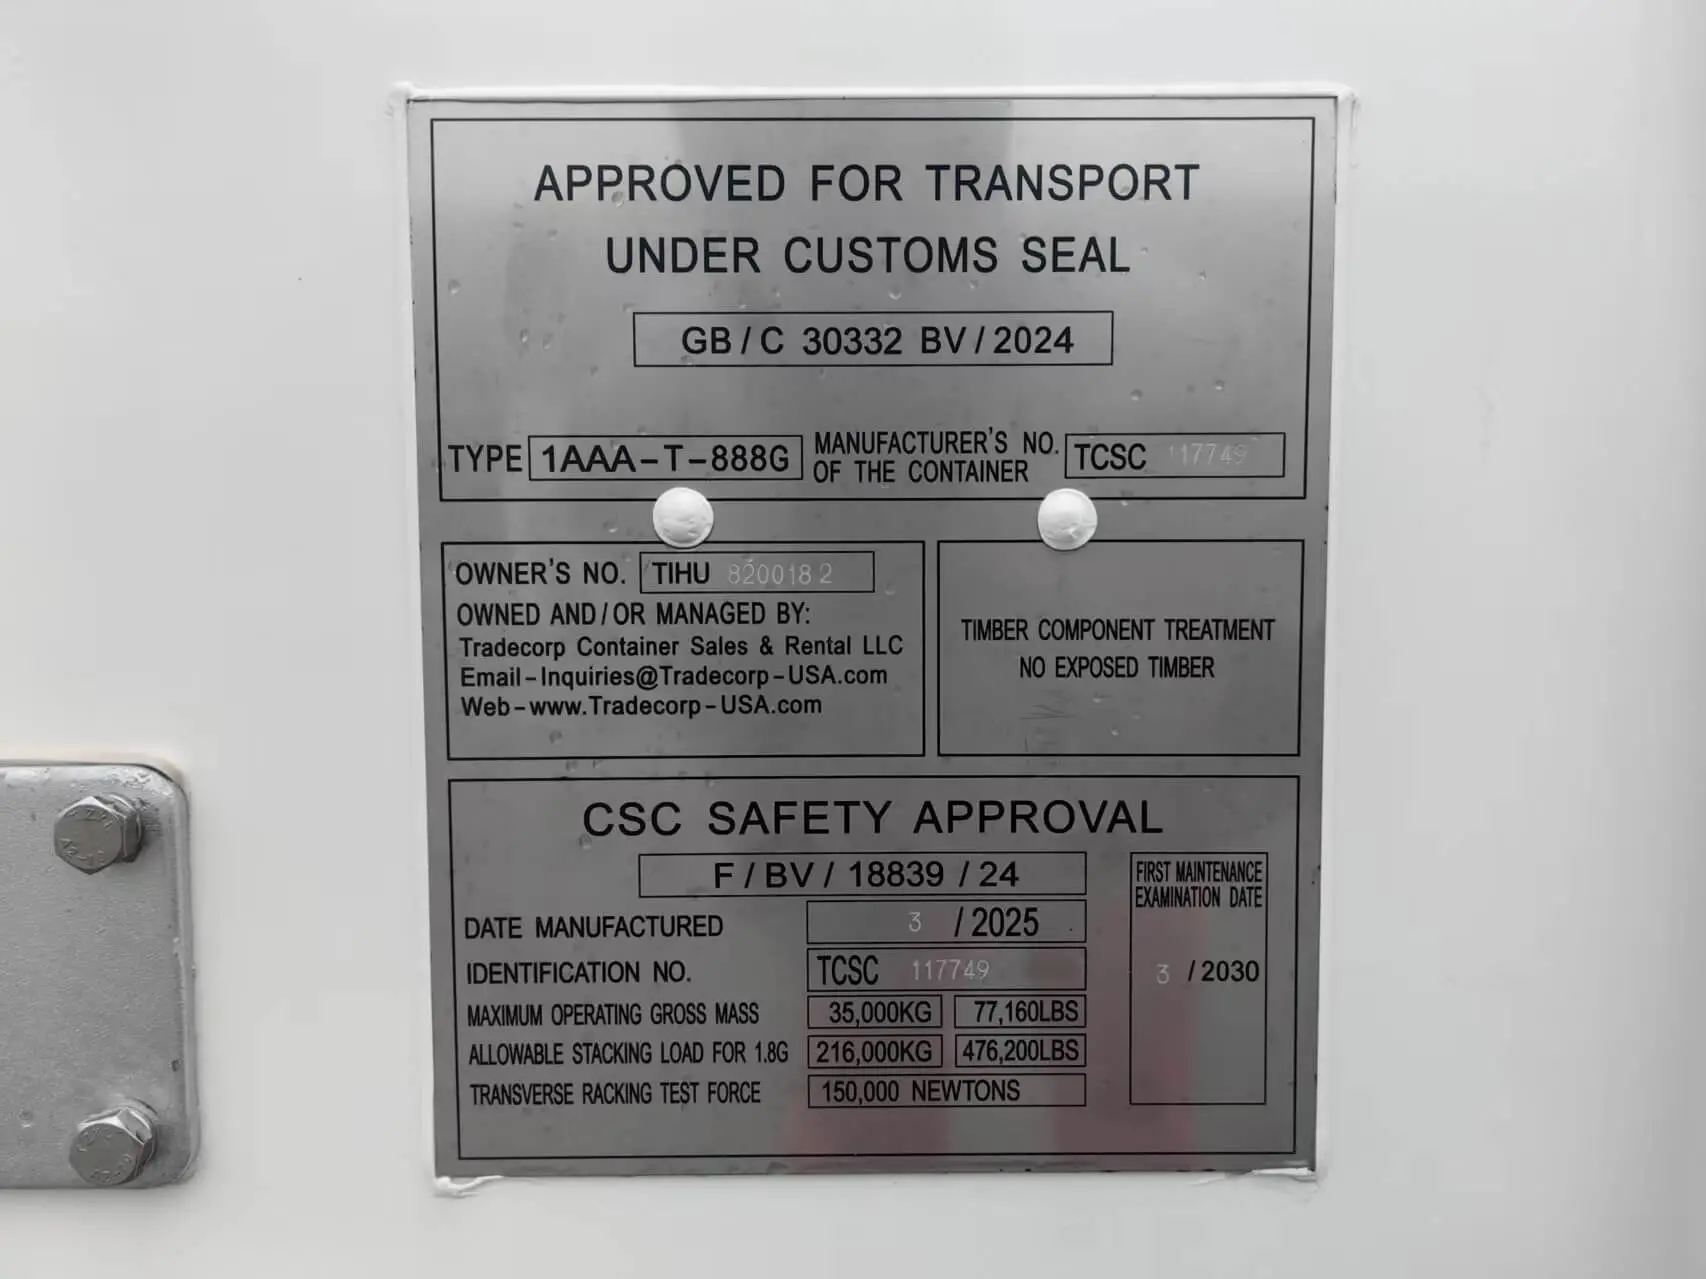 APPROVED FOR TRANSPORT
UNDER CUSTOMS SEAL
GB/C 30332 BV/2024
TYPE 1AAA-T-888G MANUFACTURER'S NO. OF THE CONTAINER TCSC 117749
OWNER'S NO. TIHU 8200182
OWNED AND/OR MANAGED BY:
Tradecorp Container Sales & Rental LLC
Email-Inquiries@Tradecorp-USA.com
Web-www.Tradecorp-USA.com
TIMBER COMPONENT TREATMENT
NO EXPOSED TIMBER
CSC SAFETY APPROVAL
F/BV/18839/24
DATE MANUFACTURED 3/2025
IDENTIFICATION NO. TCSC 117749
MAXIMUM OPERATING GROSS MASS 35,000KG 77,160LBS
ALLOWABLE STACKING LOAD FOR 1.8G 216,000KG 476,200LBS
TRANSVERSE RACKING TEST FORCE 150,000 NEWTONS
FIRST MAINTENANCE
EXAMINATION DATE
3/2030